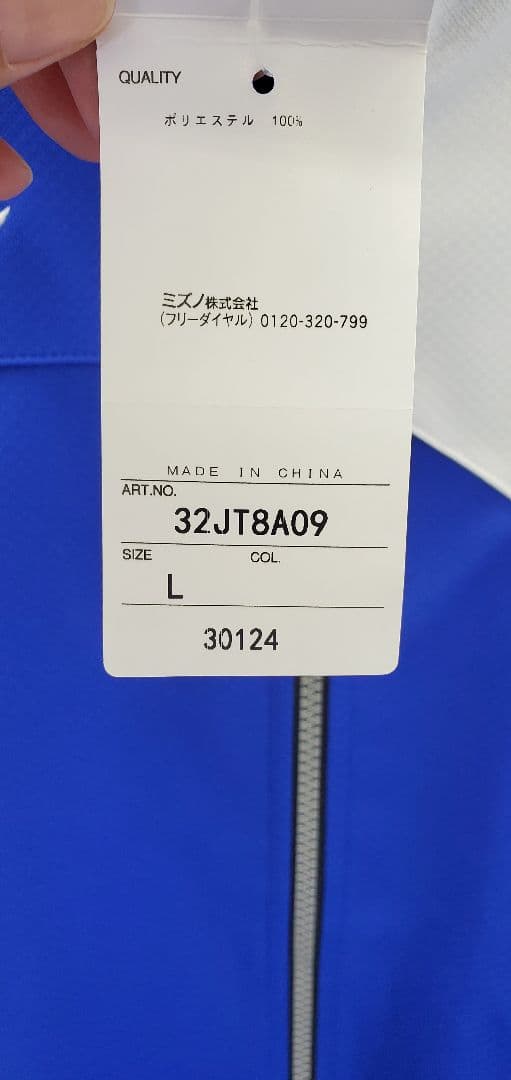 QUALITY
ポリエステル 100%
ミズノ株式会社
(フリーダイヤル) 0120-320-799
MADE IN CHINA
ART.NO.
32JT8A09
SIZE COL.
L
30124